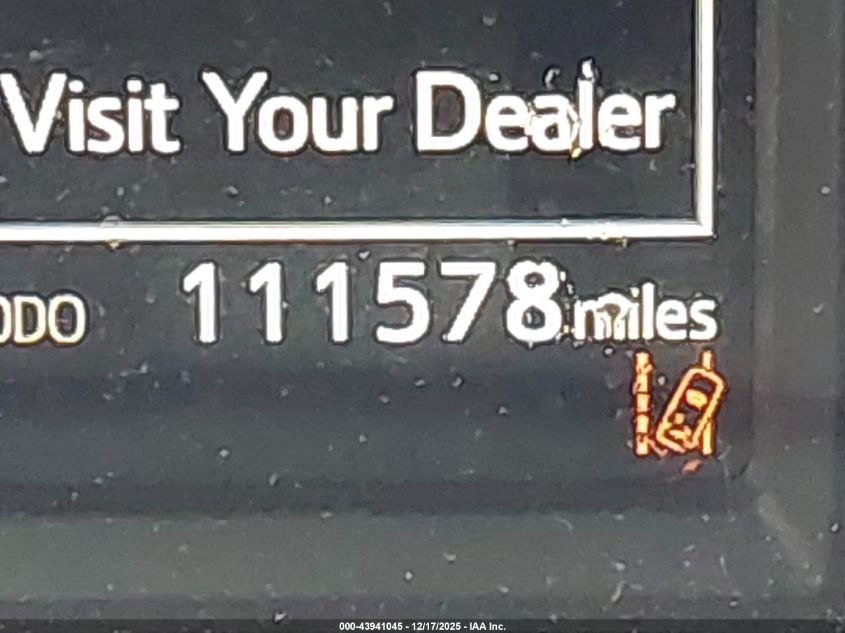 Visit Your Dealer
ODO 111578 miles
000-43941045 - 12/17/2025 - IAA Inc.